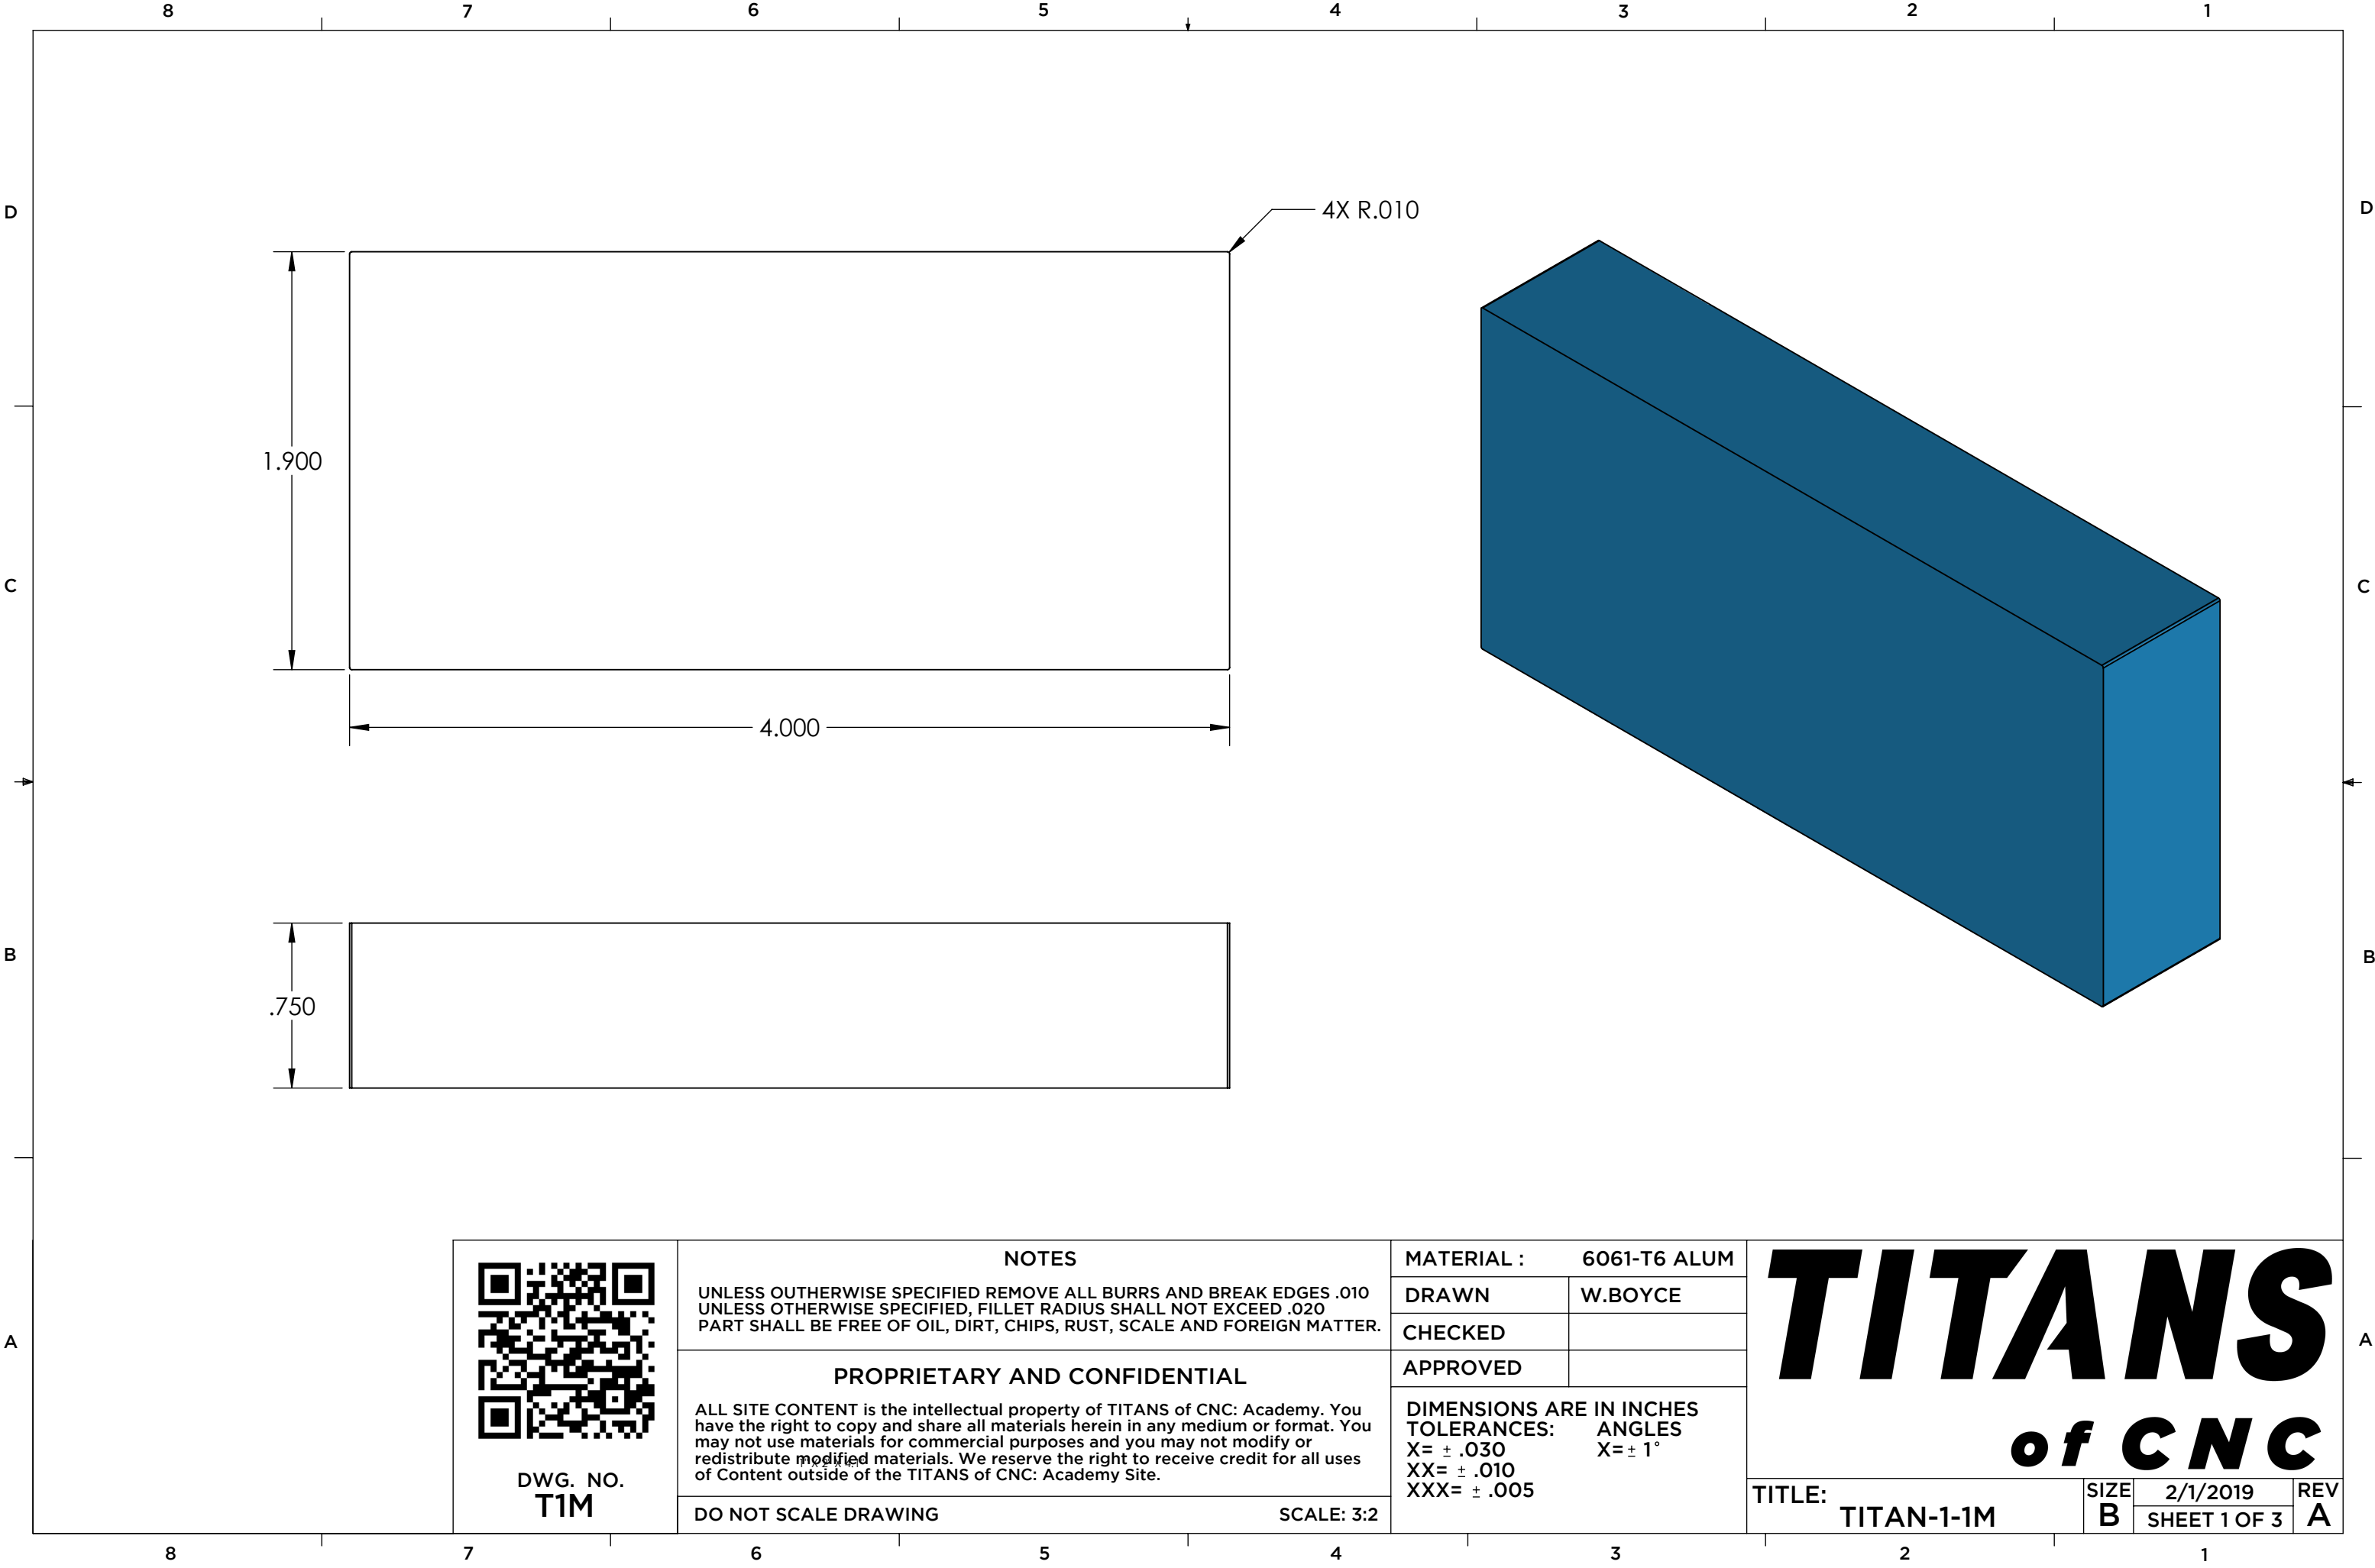 8 7 6 5 4 3 2 1
D D
4X R.010
1.900
C C
4.000
B B
.750
A A
DWG. NO.
T1M
NOTES
UNLESS OUTHERWISE SPECIFIED REMOVE ALL BURRS AND BREAK EDGES .010
UNLESS OTHERWISE SPECIFIED, FILLET RADIUS SHALL NOT EXCEED .020
PART SHALL BE FREE OF OIL, DIRT, CHIPS, RUST, SCALE AND FOREIGN MATTER.
PROPRIETARY AND CONFIDENTIAL
ALL SITE CONTENT is the intellectual property of TITANS of CNC: Academy. You
have the right to copy and share all materials herein in any medium or format. You
may not use materials for commercial purposes and you may not modify or
redistribute modified materials. We reserve the right to receive credit for all uses
of Content outside of the TITANS of CNC: Academy Site.
DO NOT SCALE DRAWING SCALE: 3:2
MATERIAL : 6061-T6 ALUM
DRAWN W.BOYCE
CHECKED
APPROVED
DIMENSIONS ARE IN INCHES
TOLERANCES: ANGLES
X= ± .030 X= ± 1°
XX= ± .010
XXX= ± .005
TITANS
of CNC
TITLE:
TITAN-1-1M
SIZE
B
2/1/2019
SHEET 1 OF 3
REV
A
8 7 6 5 4 3 2 1